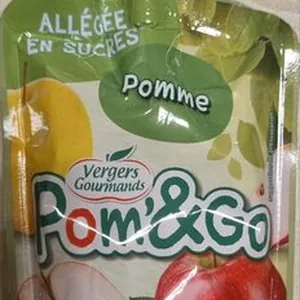 ALLÉGÉE
EN SUCRES
Pomme
Vergers
Gourmands
Pom'&Go